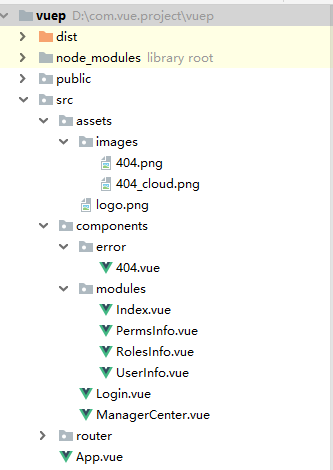 vuep D:\com.vue.project\vuep
dist
node_modules library root
public
src
assets
images
404.png
404_cloud.png
logo.png
components
error
404.vue
modules
Index.vue
PermsInfo.vue
RolesInfo.vue
UserInfo.vue
Login.vue
ManagerCenter.vue
router
App.vue